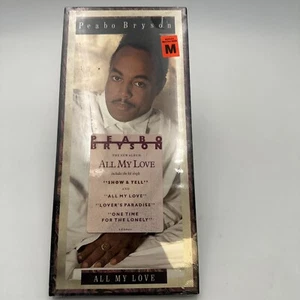 Peabo Bryson
M
PEABO
BRYSON
ALL MY LOVE
"SHOW & TELL"
"ALL MY LOVE"
"LOVER'S PARADISE"
"ONE TIME
FOR THE LONELY"
ALL MY LOVE